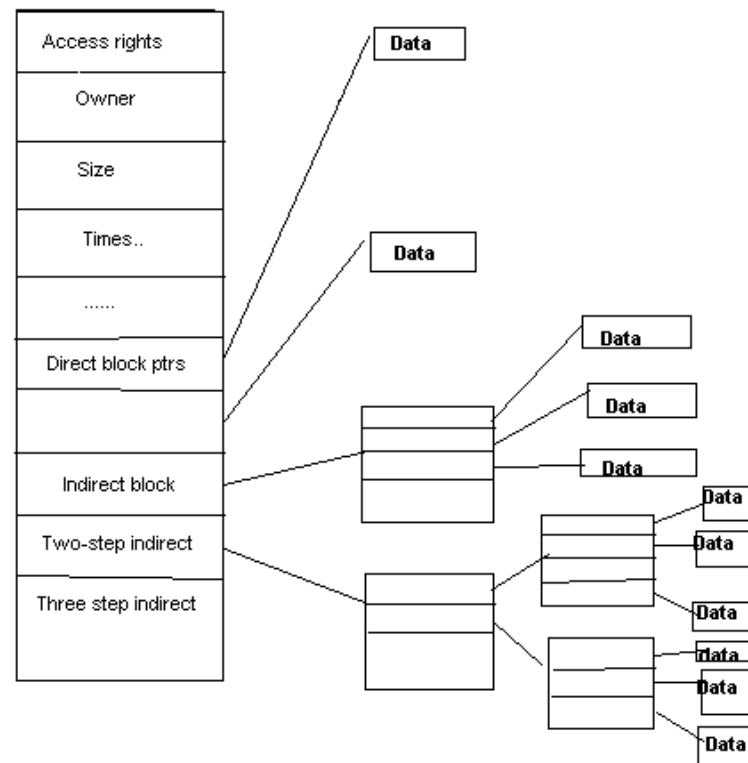 Access rights
Owner
Size
Times..
......
Direct block ptrs
Indirect block
Two-step indirect
Three step indirect
Data
Data
Data
Data
Data
Data
Data
Data
data
Data
Data